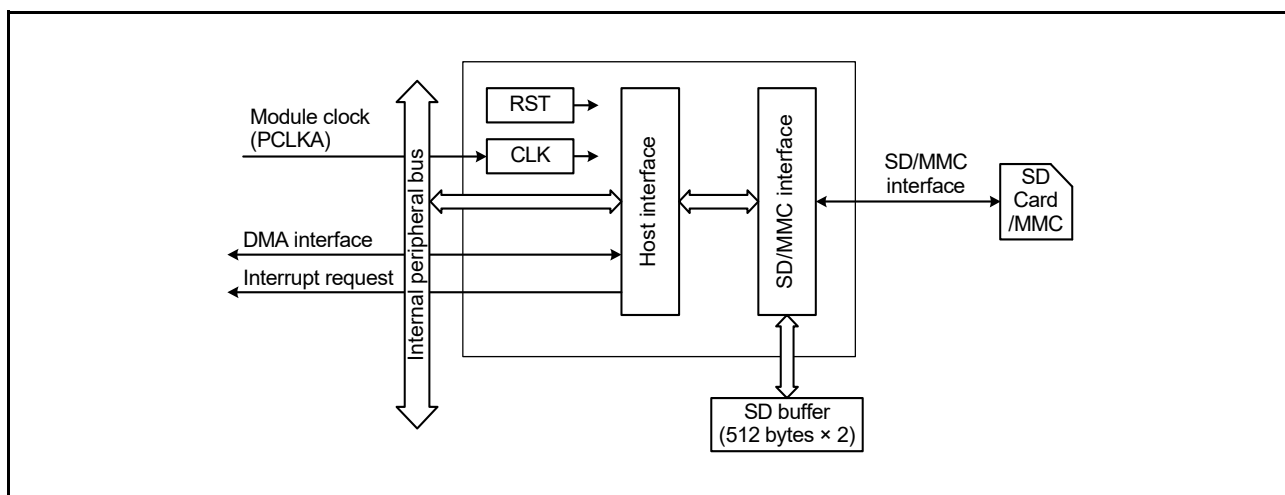 RST
Module clock
(PCLKA)
CLK
Internal peripheral bus
Host interface
SD/MMC interface
SD/MMC
interface
SD
Card
/MMC
DMA interface
Interrupt request
SD buffer
(512 bytes × 2)